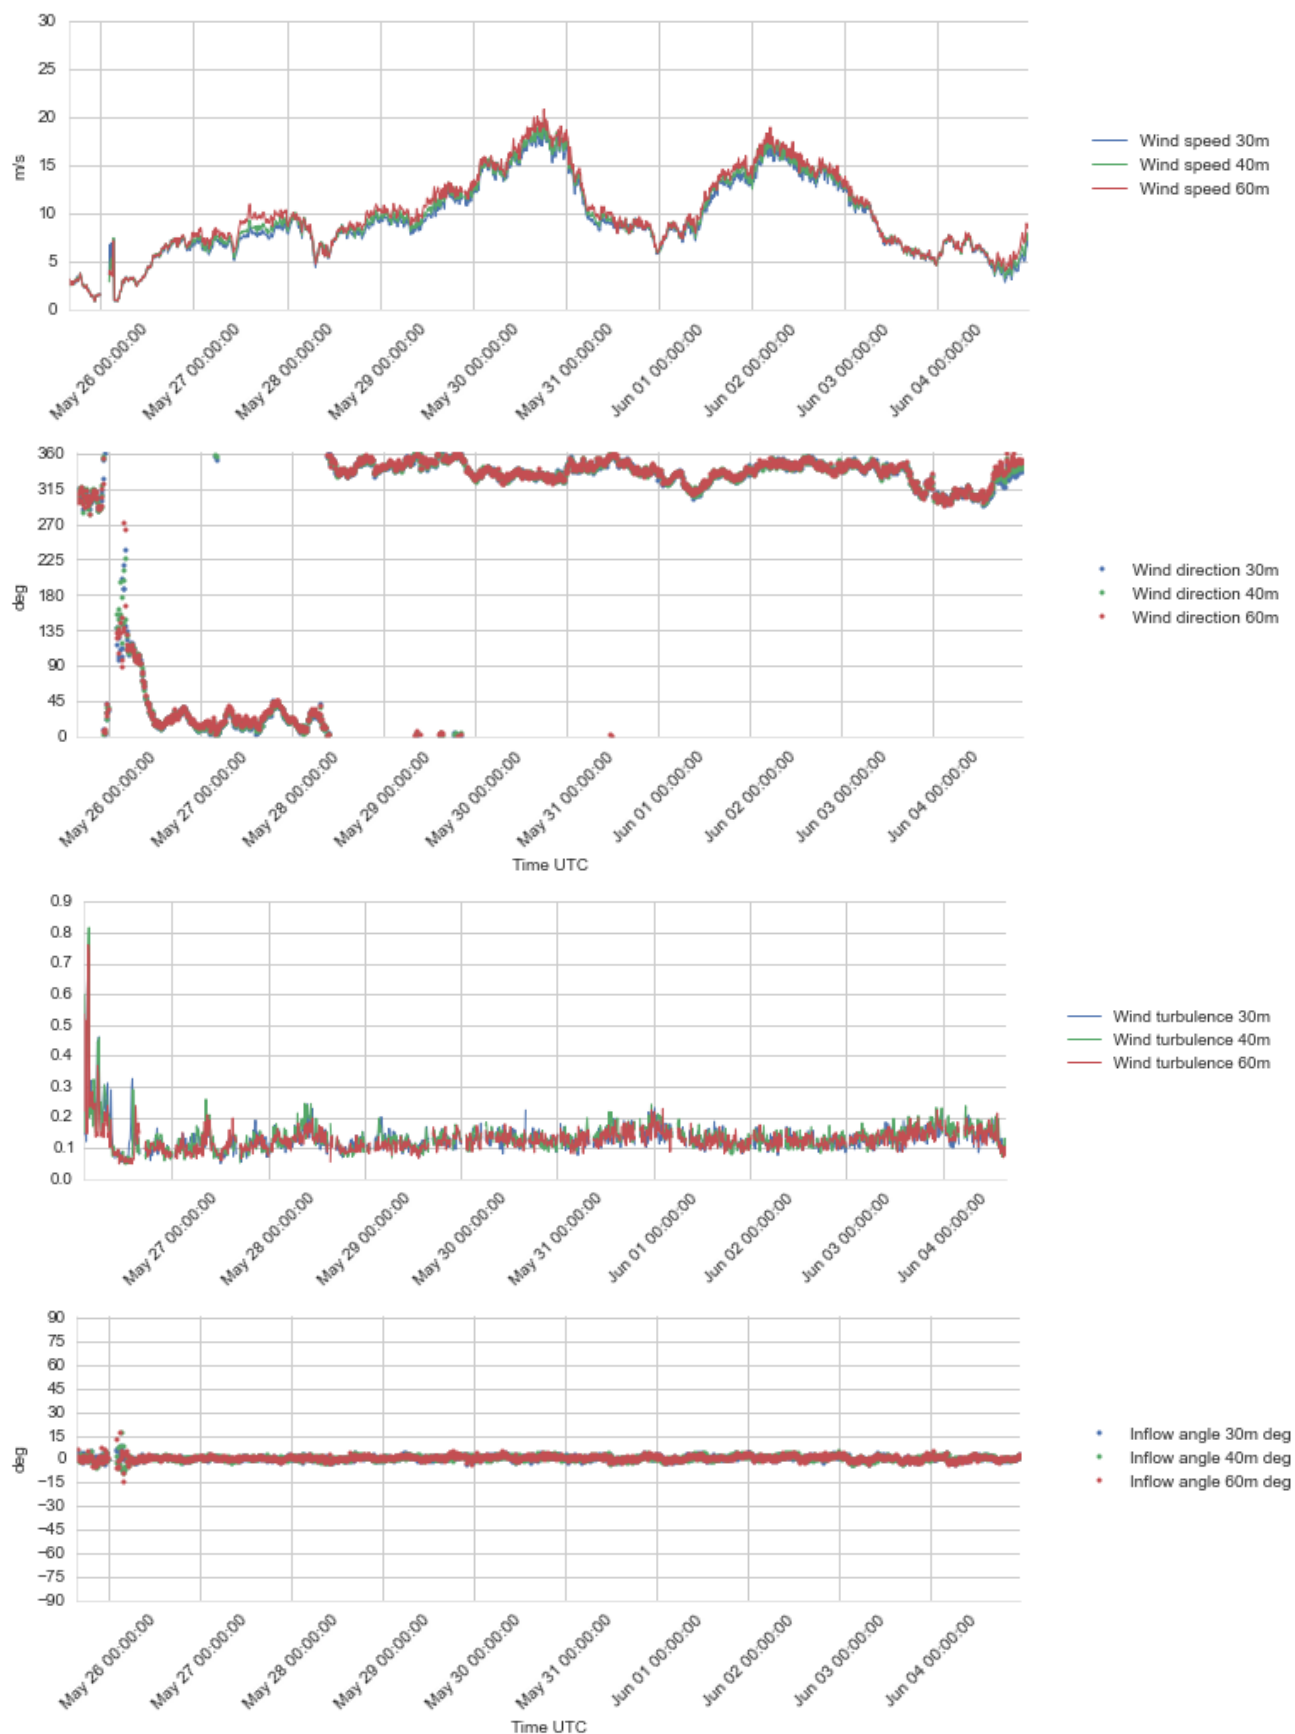 30
25
20
15
10
5
0
m/s
May 26 00:00:00
May 27 00:00:00
May 28 00:00:00
May 29 00:00:00
May 30 00:00:00
May 31 00:00:00
Jun 01 00:00:00
Jun 02 00:00:00
Jun 03 00:00:00
Jun 04 00:00:00
Wind speed 30m
Wind speed 40m
Wind speed 60m
360
315
270
225
180
135
90
45
0
deg
May 26 00:00:00
May 27 00:00:00
May 28 00:00:00
May 29 00:00:00
May 30 00:00:00
May 31 00:00:00
Jun 01 00:00:00
Jun 02 00:00:00
Jun 03 00:00:00
Jun 04 00:00:00
Time UTC
Wind direction 30m
Wind direction 40m
Wind direction 60m
0.9
0.8
0.7
0.6
0.5
0.4
0.3
0.2
0.1
0.0
May 27 00:00:00
May 28 00:00:00
May 29 00:00:00
May 30 00:00:00
May 31 00:00:00
Jun 01 00:00:00
Jun 02 00:00:00
Jun 03 00:00:00
Jun 04 00:00:00
Wind turbulence 30m
Wind turbulence 40m
Wind turbulence 60m
90
75
60
45
30
15
0
−15
−30
−45
−60
−75
−90
deg
May 26 00:00:00
May 27 00:00:00
May 28 00:00:00
May 29 00:00:00
May 30 00:00:00
May 31 00:00:00
Jun 01 00:00:00
Jun 02 00:00:00
Jun 03 00:00:00
Jun 04 00:00:00
Time UTC
Inflow angle 30m deg
Inflow angle 40m deg
Inflow angle 60m deg